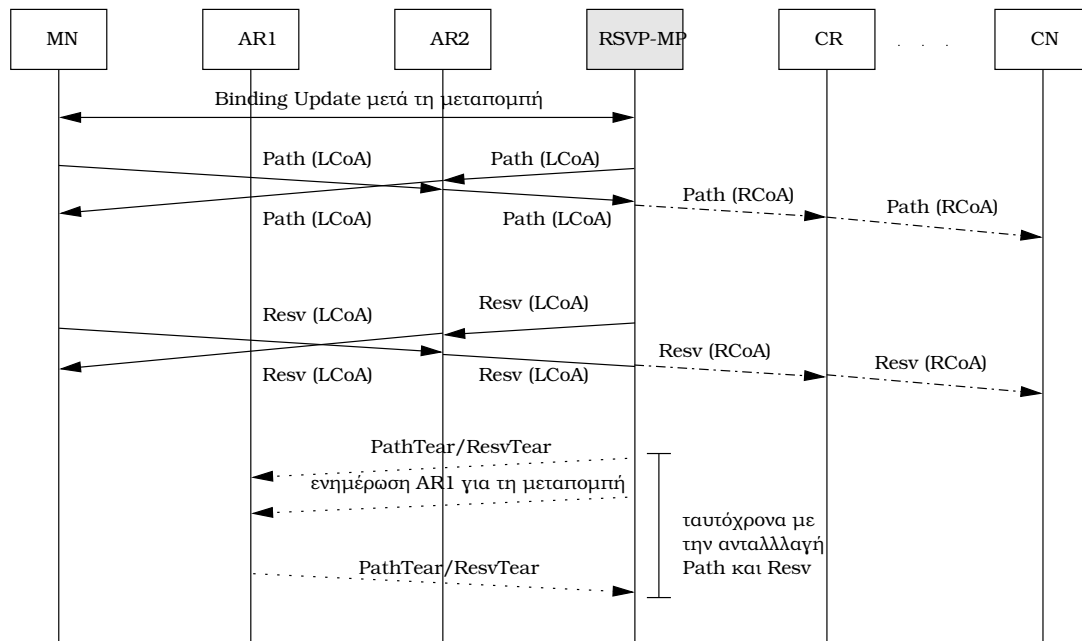 MN
AR1
AR2
RSVP-MP
CR
. . .
CN
Binding Update μετά τη μεταπομπή
Path (LCoA)
Path (LCoA)
Path (RCoA)
Path (RCoA)
Path (LCoA)
Path (LCoA)
Resv (LCoA)
Resv (LCoA)
Resv (RCoA)
Resv (RCoA)
Resv (LCoA)
Resv (LCoA)
PathTear/ResvTear
ενημέρωση AR1 για τη μεταπομπή
ταυτόχρονα με
την ανταλλλαγή
Path και Resv
PathTear/ResvTear